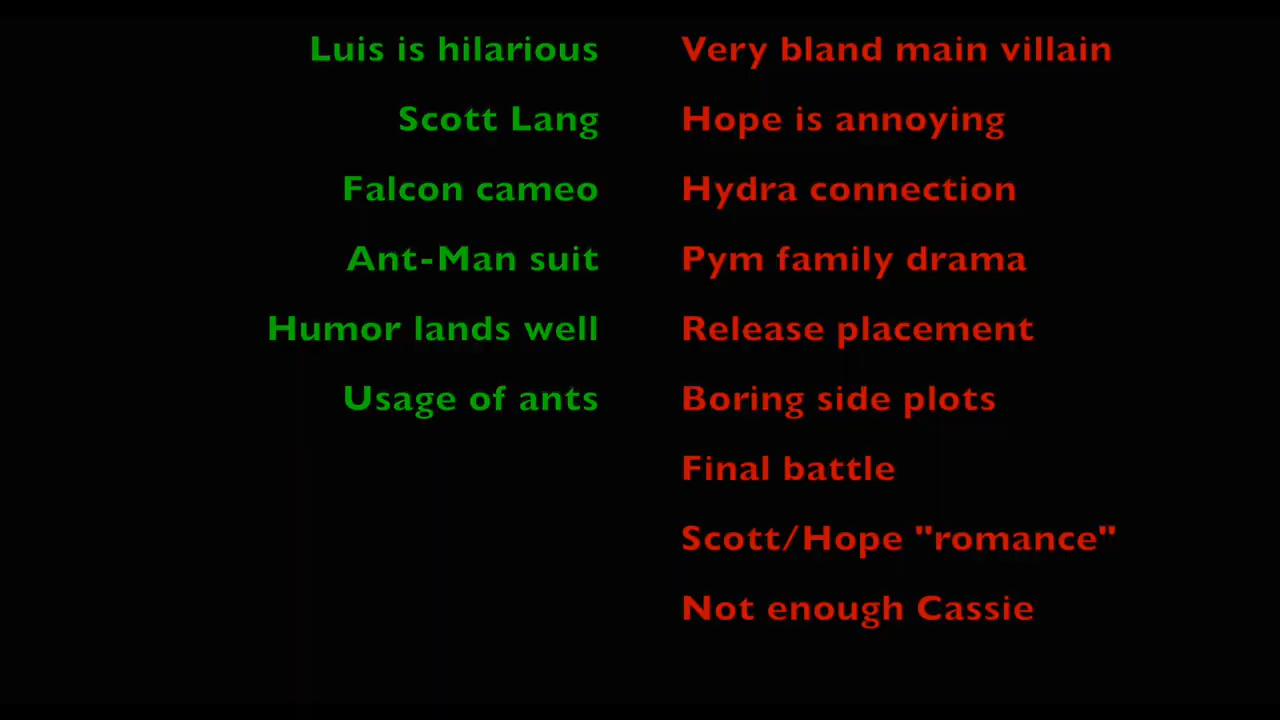 Luis is hilarious
Scott Lang
Falcon cameo
Ant-Man suit
Humor lands well
Usage of ants
Very bland main villain
Hope is annoying
Hydra connection
Pym family drama
Release placement
Boring side plots
Final battle
Scott/Hope "romance"
Not enough Cassie